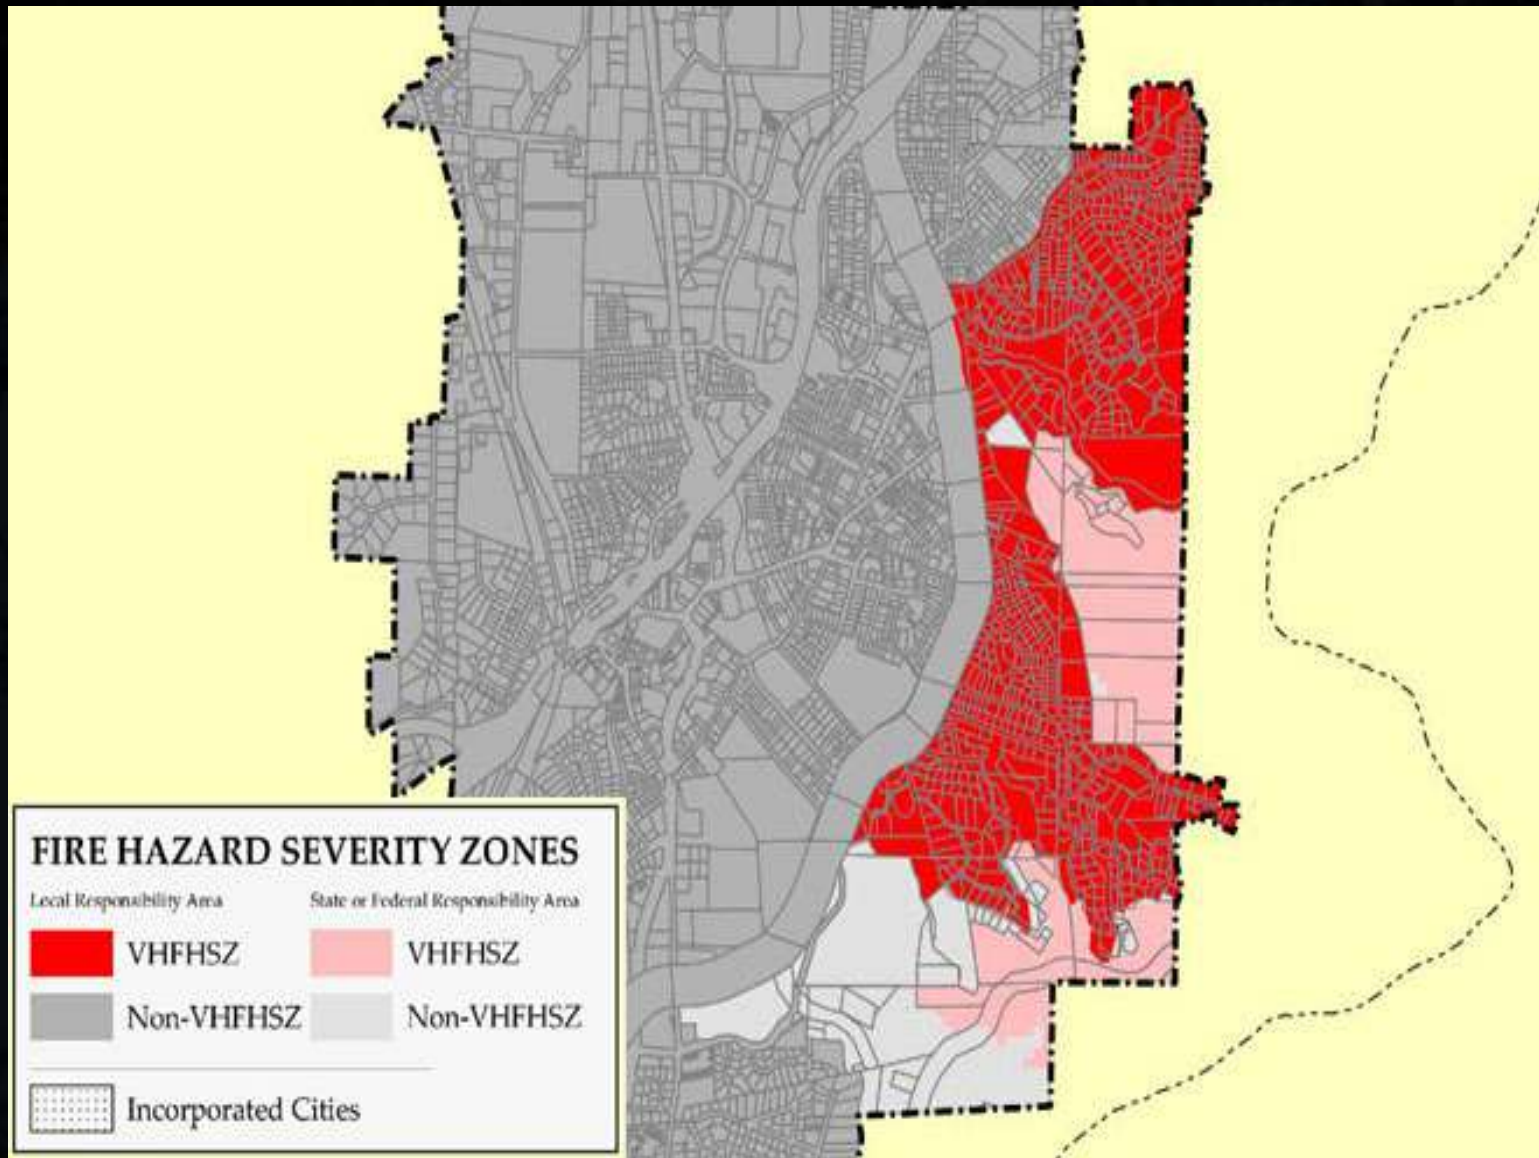 FIRE HAZARD SEVERITY ZONES
Local Responsibility Area
State or Federal Responsibility Area
VHFHSZ
VHFHSZ
Non-VHFHSZ
Non-VHFHSZ
Incorporated Cities